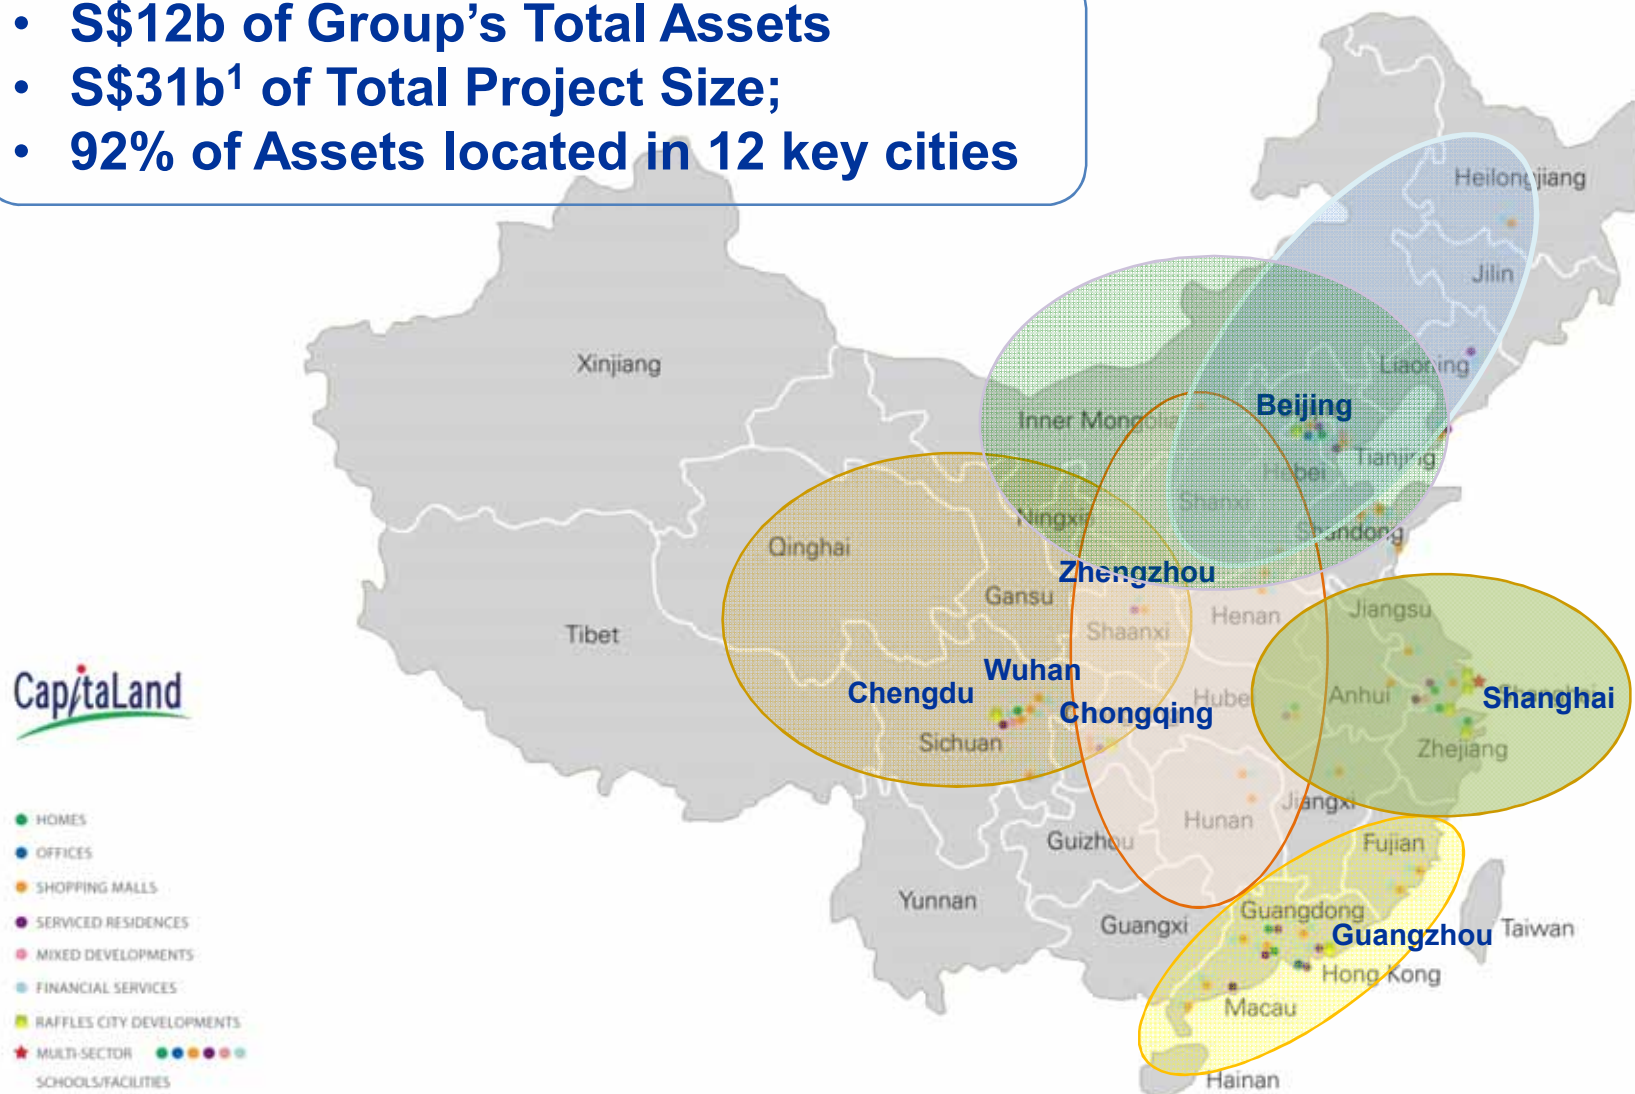 • S$12b of Group's Total Assets
• S$31b¹ of Total Project Size;
• 92% of Assets located in 12 key cities
Heilongjiang
Jilin
Xinjiang
Liaoning
Beijing
Inner Mongolia
Tianjing
Hebei
Shanxi
Ningxia
Shandong
Qinghai
Zhengzhou
Gansu
Jiangsu
Henan
Tibet
Shaanxi
Wuhan
Chengdu
Hubei
Anhui
Shanghai
Chongqing
Sichuan
Zhejiang
CapitaLand
Jiangxi
Hunan
HOMES
Guizhou
Fujian
OFFICES
SHOPPING MALLS
Yunnan
Guangdong
SERVICED RESIDENCES
Guangxi
Guangzhou
Taiwan
MIXED DEVELOPMENTS
Hong Kong
FINANCIAL SERVICES
Macau
RAFFLES CITY DEVELOPMENTS
MULTI-SECTOR
SCHOOLS/FACILITIES
Hainan